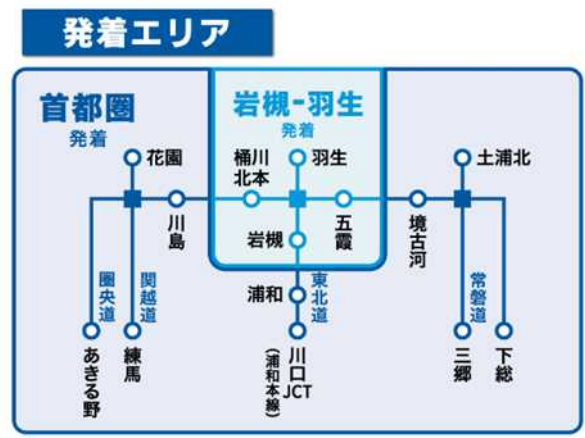 発着エリア
首都圏
発着
岩槻-羽生
発着
花園
桶川
北本
羽生
土浦北
川島
岩槻
五霞
境古河
圏央道
関越道
浦和
東北道
常磐道
あきる野
練馬
川口
JCT
(浦和本線)
三郷
下総